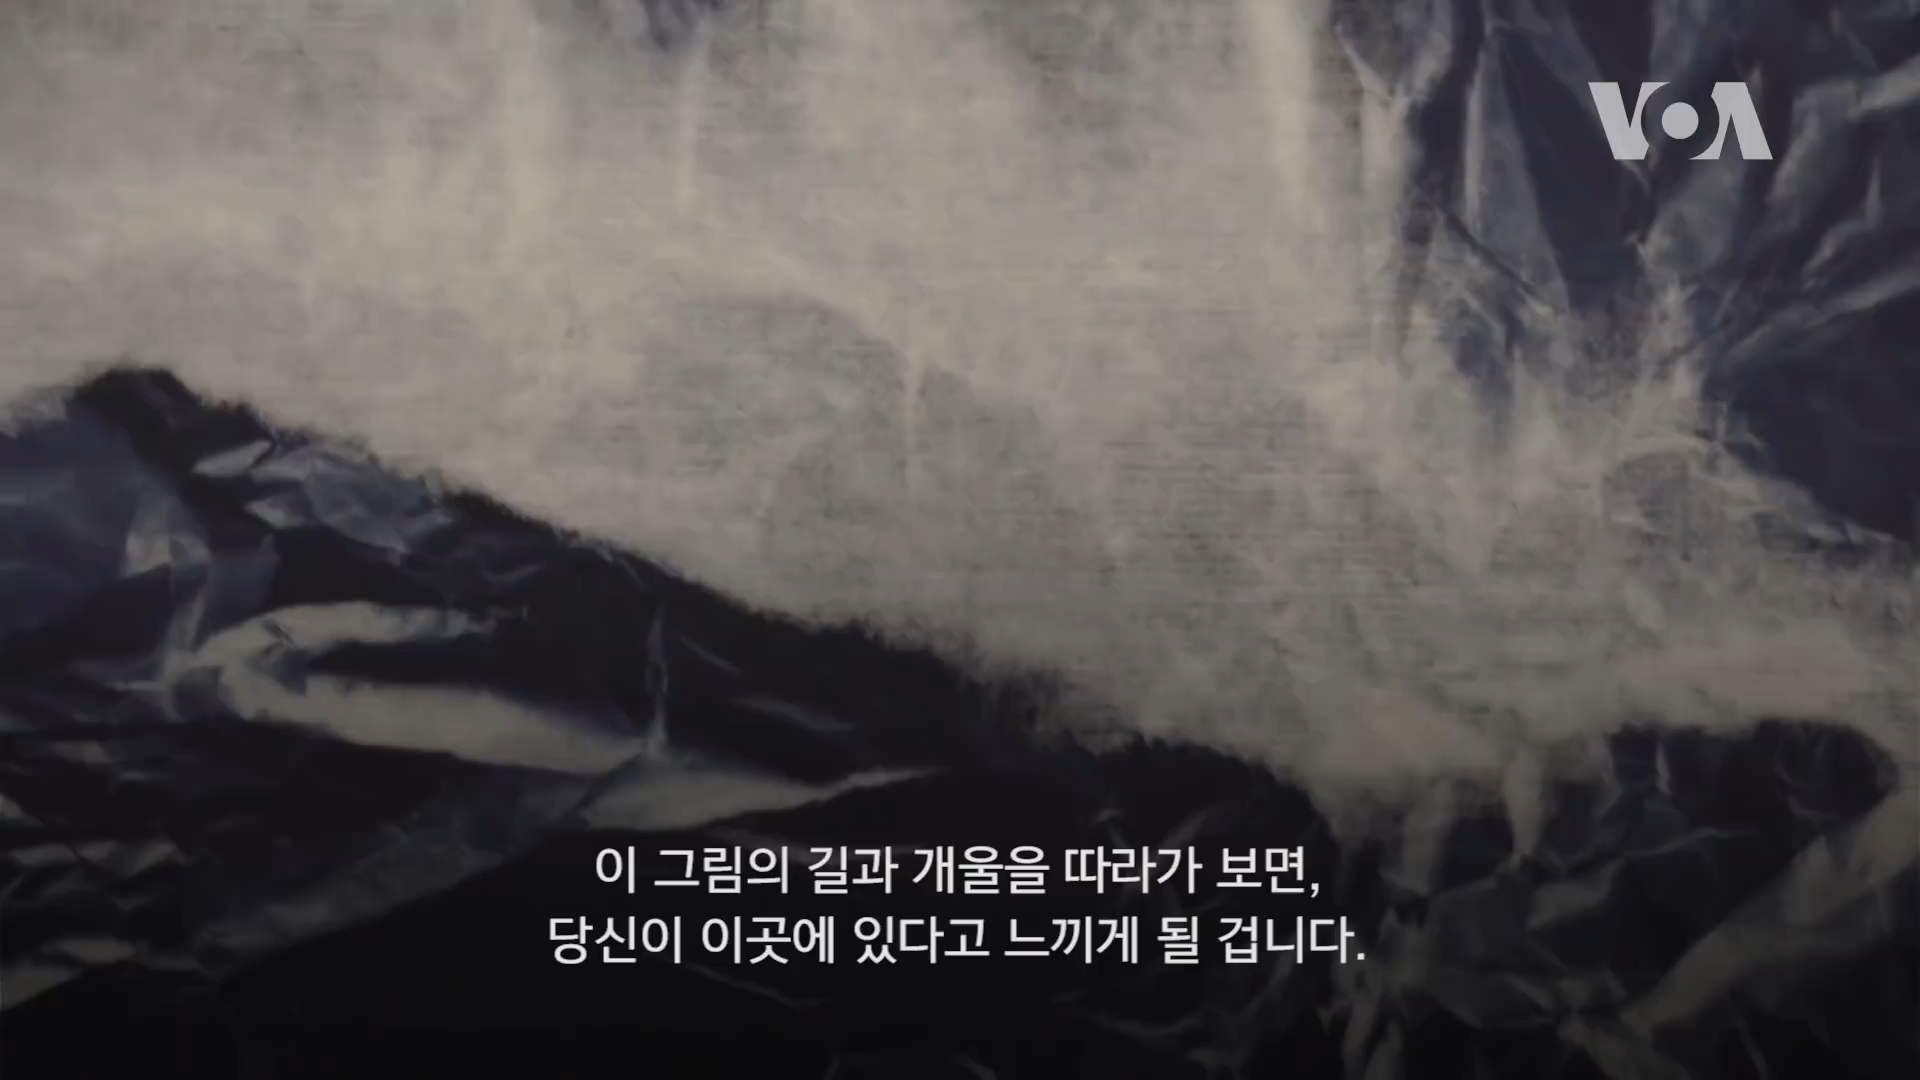 VOA
이 그림의 길과 개울을 따라가 보면,
당신이 이곳에 있다고 느끼게 될 겁니다.